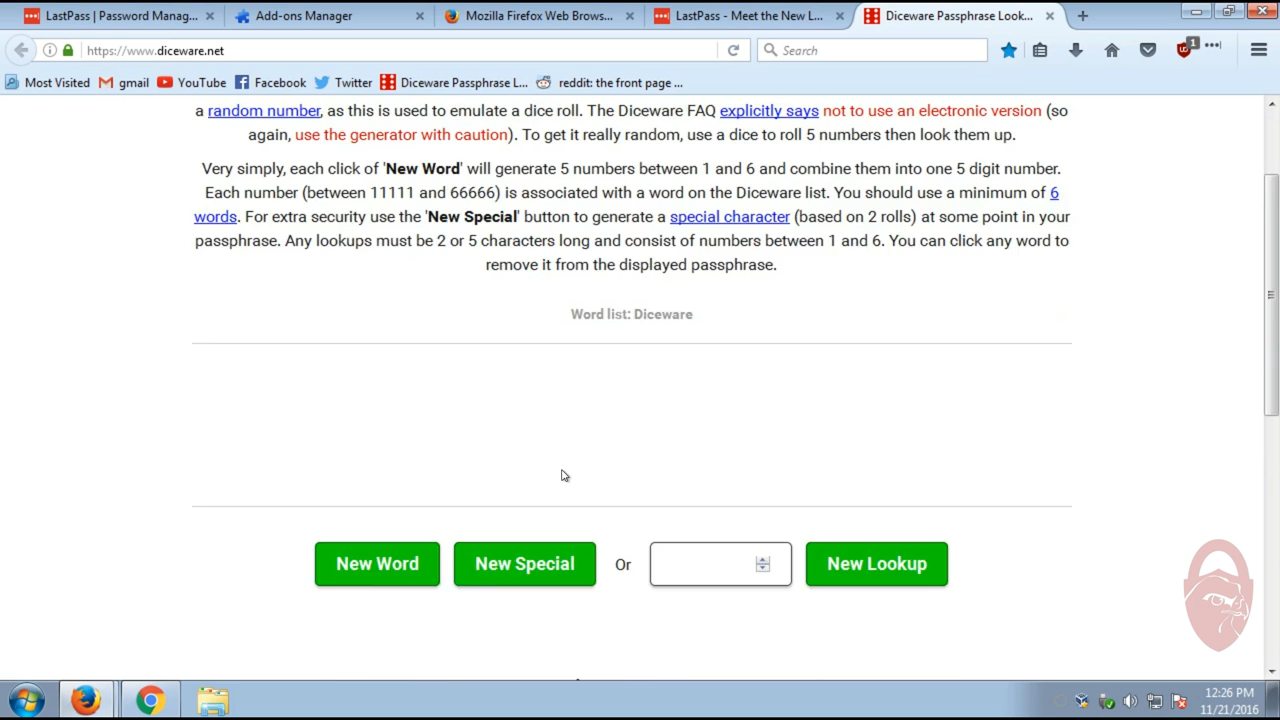 LastPass | Password Manag...
Add-ons Manager
Mozilla Firefox Web Brows...
LastPass - Meet the New L...
Diceware Passphrase Look...
https://www.diceware.net
Search
1
Most Visited
gmail
YouTube
Facebook
Twitter
Diceware Passphrase L...
reddit: the front page ...
a random number, as this is used to emulate a dice roll. The Diceware FAQ explicitly says not to use an electronic version (so
again, use the generator with caution). To get it really random, use a dice to roll 5 numbers then look them up.
Very simply, each click of 'New Word' will generate 5 numbers between 1 and 6 and combine them into one 5 digit number.
Each number (between 11111 and 66666) is associated with a word on the Diceware list. You should use a minimum of 6
words. For extra security use the 'New Special' button to generate a special character (based on 2 rolls) at some point in your
passphrase. Any lookups must be 2 or 5 characters long and consist of numbers between 1 and 6. You can click any word to
remove it from the displayed passphrase.
Word list: Diceware
New Word
New Special
Or
New Lookup
12:26 PM
11/21/2016